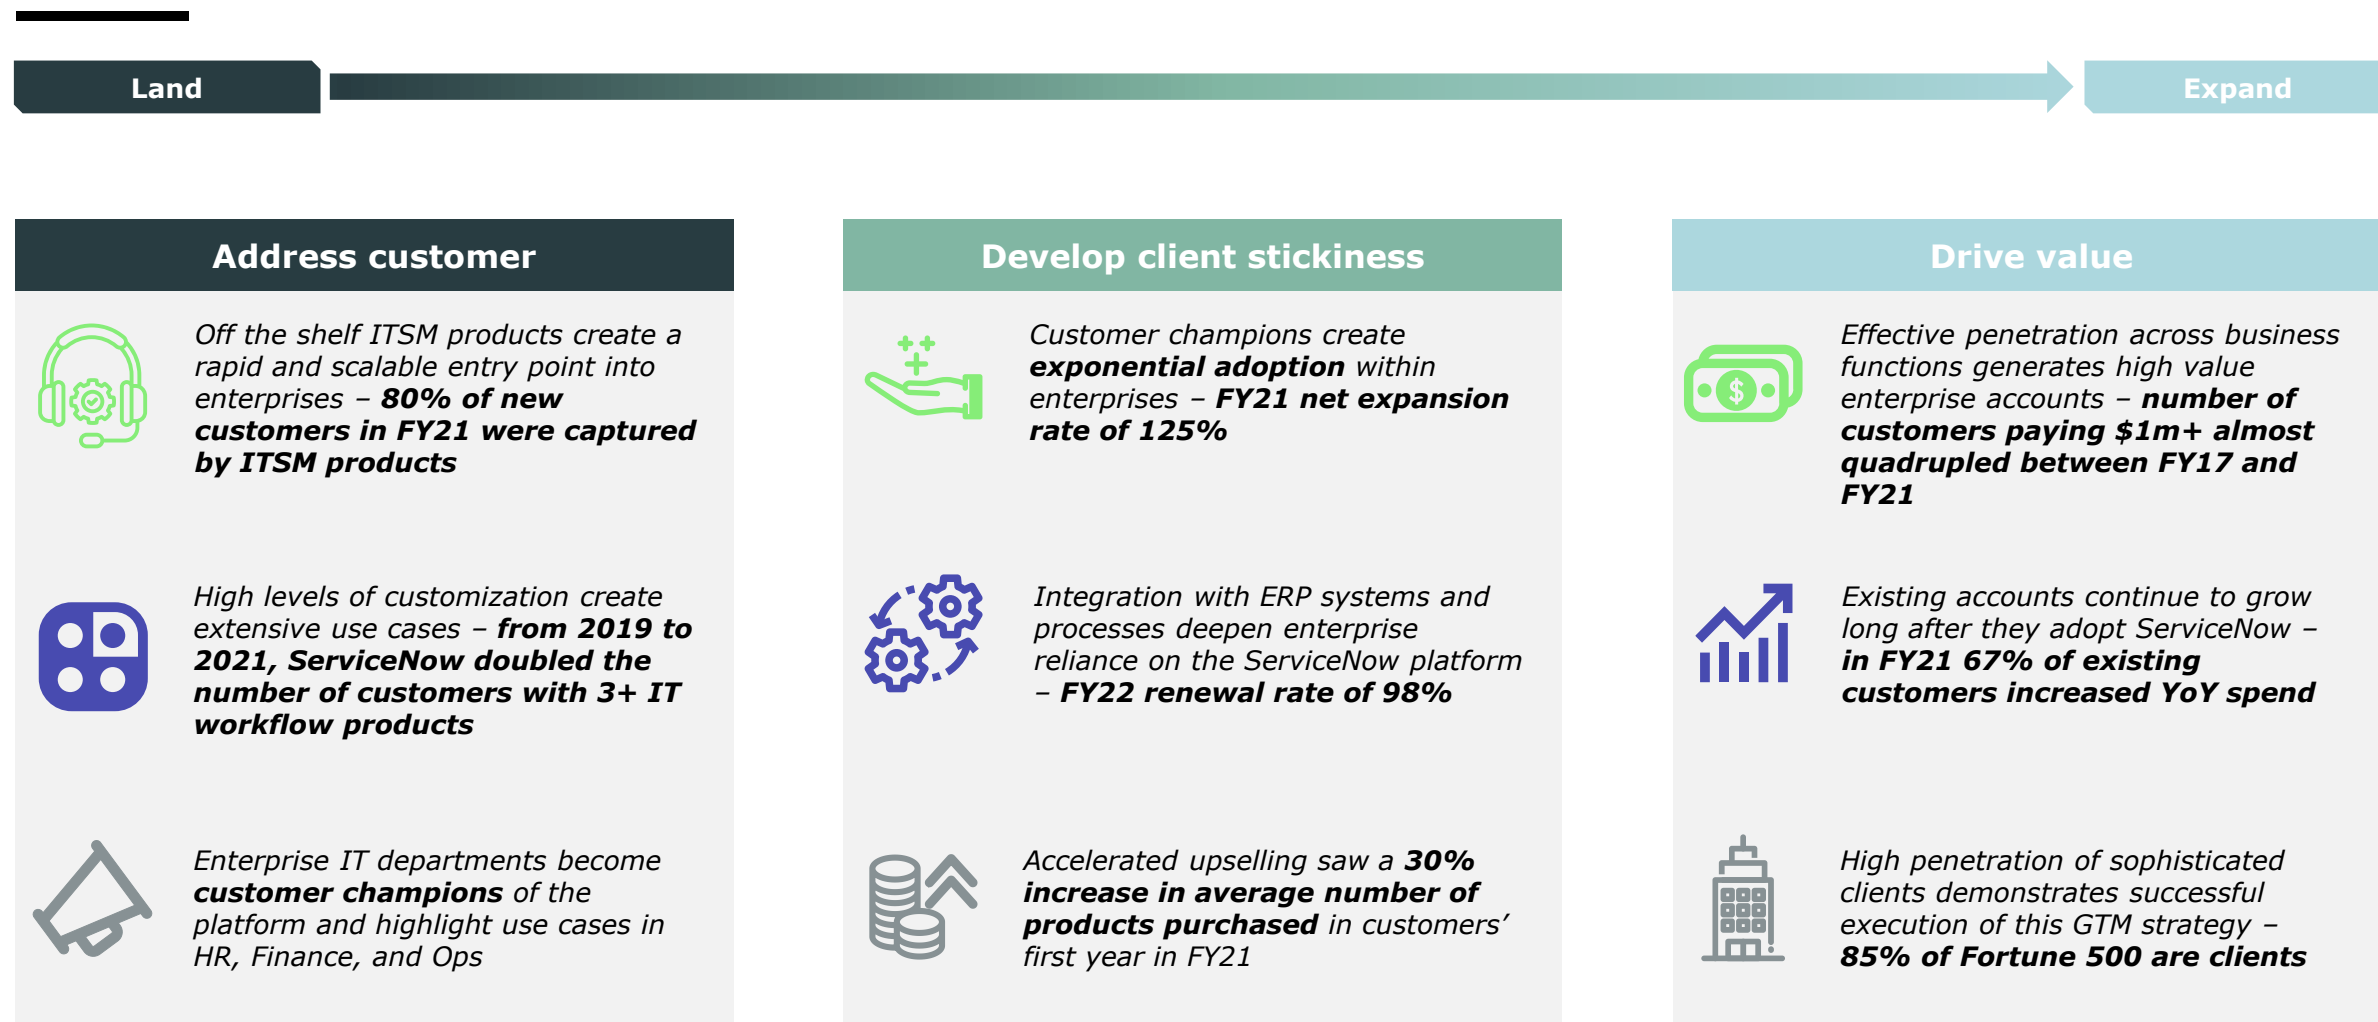 Land
Expand
Address customer
Off the shelf ITSM products create a
rapid and scalable entry point into
enterprises – 80% of new
customers in FY21 were captured
by ITSM products
High levels of customization create
extensive use cases – from 2019 to
2021, ServiceNow doubled the
number of customers with 3+ IT
workflow products
Enterprise IT departments become
customer champions of the
platform and highlight use cases in
HR, Finance, and Ops
Develop client stickiness
Customer champions create
exponential adoption within
enterprises – FY21 net expansion
rate of 125%
Integration with ERP systems and
processes deepen enterprise
reliance on the ServiceNow platform
– FY22 renewal rate of 98%
Accelerated upselling saw a 30%
increase in average number of
products purchased in customers’
first year in FY21
Drive value
Effective penetration across business
functions generates high value
enterprise accounts – number of
customers paying $1m+ almost
quadrupled between FY17 and
FY21
Existing accounts continue to grow
long after they adopt ServiceNow –
in FY21 67% of existing
customers increased YoY spend
High penetration of sophisticated
clients demonstrates successful
execution of this GTM strategy –
85% of Fortune 500 are clients